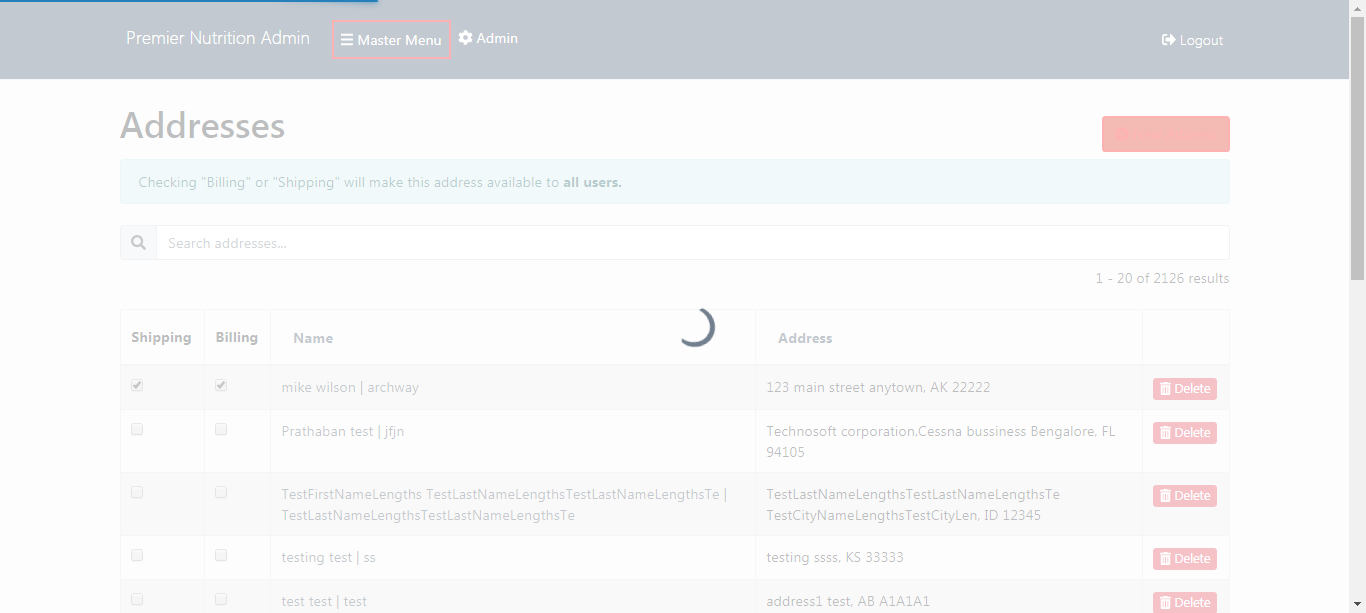 Premier Nutrition Admin Master Menu Admin Logout
Addresses
Checking "Billing" or "Shipping" will make this address available to all users.
Search addresses...
1 - 20 of 2126 results
Shipping Billing Name Address
mike wilson | archway 123 main street anytown, AK 22222 Delete
Prathaban test | jfjn Technosoft corporation,Cessna bussiness Bengalore, FL
94105
Delete
TestFirstNameLengths TestLastNameLengthsTestLastNameLengthsTe |
TestLastNameLengthsTestLastNameLengthsTe
TestLastNameLengthsTestLastNameLengthsTe
TestCityNameLengthsTestCityLen, ID 12345
Delete
testing test | ss testing ssss, KS 33333 Delete
test test | test address1 test, AB A1A1A1 Delete